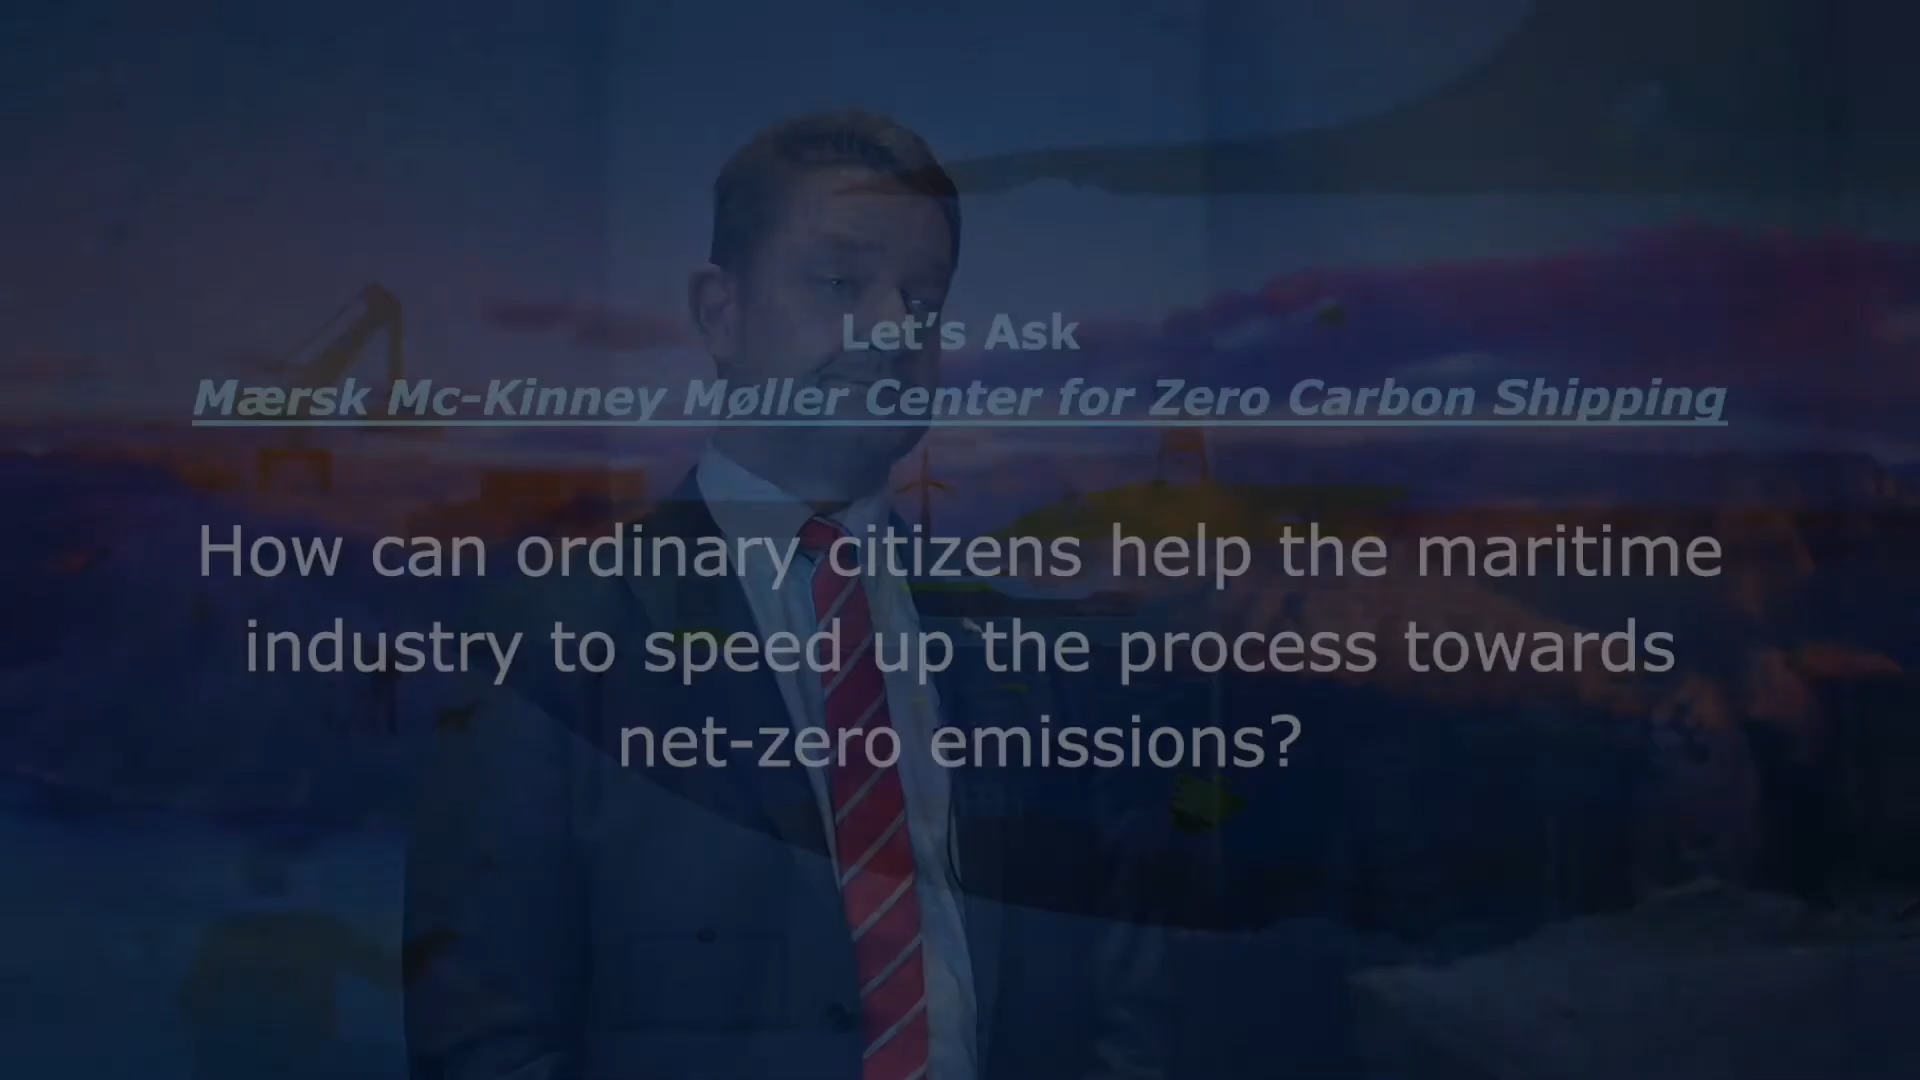 Let’s Ask
Mærsk Mc-Kinney Møller Center for Zero Carbon Shipping
How can ordinary citizens help the maritime
industry to speed up the process towards
net-zero emissions?